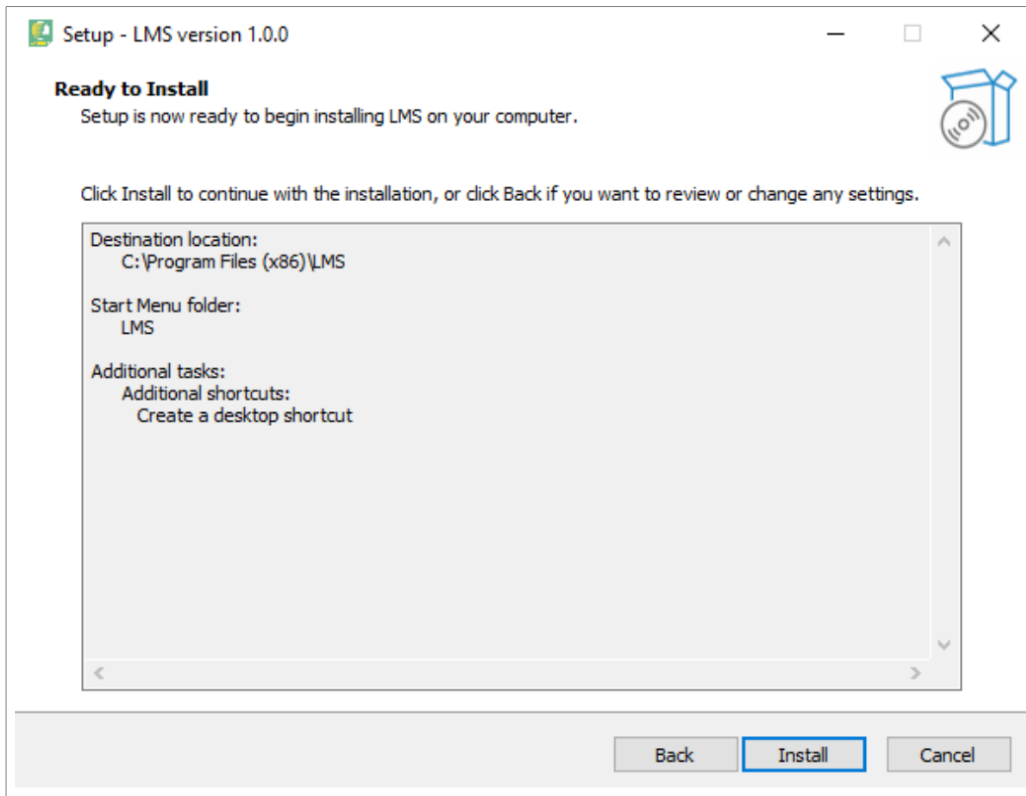 Setup - LMS version 1.0.0
Ready to Install
Setup is now ready to begin installing LMS on your computer.
Click Install to continue with the installation, or click Back if you want to review or change any settings.
Destination location:
C:\Program Files (x86)\LMS
Start Menu folder:
LMS
Additional tasks:
Additional shortcuts:
Create a desktop shortcut
Back Install Cancel